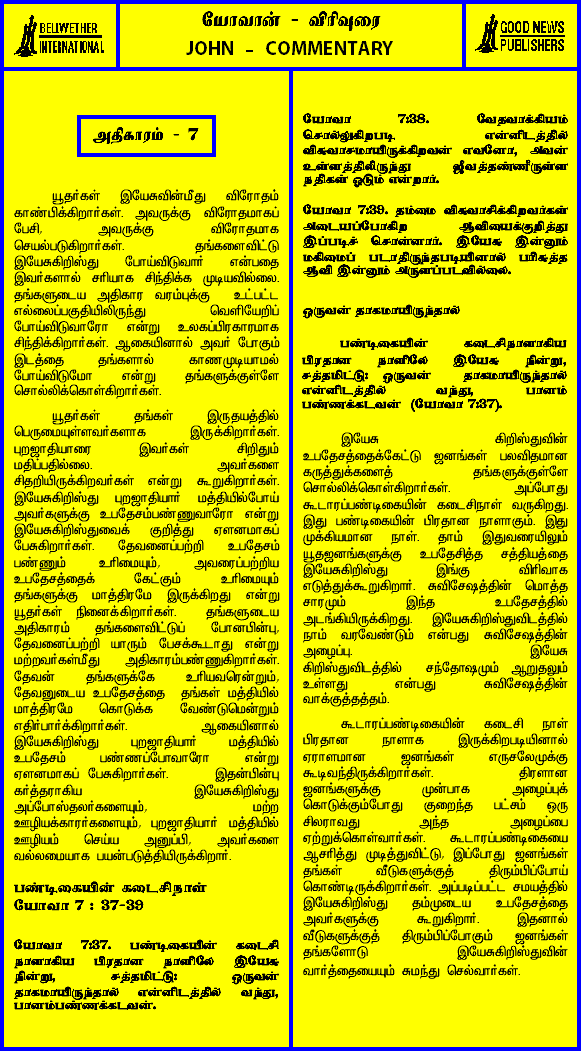 BELWETHER
INTERNATIONAL
யோவான் - விரிவுரை
JOHN - COMMENTARY
GOOD NEWS
PUBLISHERS
அதிகாரம் - 7
யூதர்கள் இயேசுவின்மீது விரோதம்
காண்பிக்கிறார்கள். அவருக்கு விரோதமாகப்
பேசி, அவருக்கு விரோதமாக
செயல்படுகிறார்கள். தங்களைவிட்டு
இயேசுகிறிஸ்து போய்விடுவார் என்பதை
இவர்களால் சரியாக சிந்திக்க முடியவில்லை.
தங்களுடைய அதிகார வரம்புக்கு உட்பட்ட
எல்லைப்பகுதியிலிருந்து வெளியேறிப்
போய்விடுவாரோ என்று உலகப்பிரகாரமாக
சிந்திக்கிறார்கள். ஆகையினால் அவர் போகும்
இடத்தை தங்களால் காணமுடியாமல்
போய்விடுமோ என்று தங்களுக்குள்ளே
சொல்லிக்கொள்கிறார்கள்.
யூதர்கள் தங்கள் இருதயத்தில்
பெருமையுள்ளவர்களாக இருக்கிறார்கள்.
புறஜாதியாரை இவர்கள் சிறிதும்
மதிப்பதில்லை. அவர்களை
சிதறியிருக்கிறவர்கள் என்று கூறுகிறார்கள்.
இயேசுகிறிஸ்து புறஜாதியார் மத்தியில்போய்
அவர்களுக்கு உபதேசம்பண்ணுவாரோ என்று
இயேசுகிறிஸ்துவைக் குறித்து ஏளனமாகப்
பேசுகிறார்கள். தேவனைப்பற்றி உபதேசம்
பண்ணும் உரிமையும், அவரைப்பற்றிய
உபதேசத்தைக் கேட்கும் உரிமையும்
தங்களுக்கு மாத்திரமே இருக்கிறது என்று
யூதர்கள் நினைக்கிறார்கள். தங்களுடைய
அதிகாரம் தங்களைவிட்டுப் போனபின்பு,
தேவனைப்பற்றி யாரும் பேசக்கூடாது என்று
மற்றவர்கள்மீது அதிகாரம்பண்ணுகிறார்கள்.
தேவன் தங்களுக்கே உரியவரென்றும்,
தேவனுடைய உபதேசத்தை தங்கள் மத்தியில்
மாத்திரமே கொடுக்க வேண்டுமென்றும்
எதிர்பார்க்கிறார்கள். ஆகையினால்
இயேசுகிறிஸ்து புறஜாதியார் மத்தியில்
உபதேசம் பண்ணப்போவாரோ என்று
ஏளனமாகப் பேசுகிறார்கள். இதன்பின்பு
கர்த்தராகிய இயேசுகிறிஸ்து
அப்போஸ்தலர்களையும், மற்ற
ஊழியக்காரர்களையும், புறஜாதியார் மத்தியில்
ஊழியம் செய்ய அனுப்பி, அவர்களை
வல்லமையாக பயன்படுத்தியிருக்கிறார்.
பண்டிகையின் கடைசிநாள்
யோவா 7 : 37-39
யோவா 7:37. பண்டிகையின் கடைசி
நாளாகிய பிரதான நாளிலே இயேசு
நின்று, சத்தமிட்டு: ஒருவன்
தாகமாயிருந்தால் என்னிடத்தில் வந்து,
பானம்பண்ணக்கடவன்.
யோவா 7:38. வேதவாக்கியம்
சொல்லுகிறபடி என்னிடத்தில்
விசுவாசமாயிருக்கிறவன் எவனோ, அவன்
உள்ளத்திலிருந்து ஜீவத்தண்ணீருள்ள
நதிகள் ஓடும் என்றார்.
யோவா 7:39. தம்மை விசுவாசிக்கிறவர்கள்
அடையப்போகிற ஆவியைக்குறித்து
இப்படிச் சொன்னார். இயேசு இன்னும்
மகிமைப் படாதிருந்தபடியினால் பரிசுத்த
ஆவி இன்னும் அருளப்படவில்லை.
ஒருவன் தாகமாயிருந்தால்
பண்டிகையின் கடைசிநாளாகிய
பிரதான நாளிலே இயேசு நின்று,
சத்தமிட்டு: ஒருவன் தாகமாயிருந்தால்
என்னிடத்தில் வந்து, பானம்
பண்ணக்கடவன் (யோவா 7:37).
இயேசு கிறிஸ்துவின்
உபதேசத்தைக்கேட்டு ஜனங்கள் பலவிதமான
கருத்துக்களைத் தங்களுக்குள்ளே
சொல்லிக்கொள்கிறார்கள். அப்போது
கூடாரப்பண்டிகையின் கடைசிநாள் வருகிறது.
இது பண்டிகையின் பிரதான நாளாகும். இது
முக்கியமான நாள். தாம் இதுவரையிலும்
யூதஜனங்களுக்கு உபதேசித்த சத்தியத்தை
இயேசுகிறிஸ்து இங்கு விரிவாக
எடுத்துக்கூறுகிறார். சுவிசேஷத்தின் மொத்த
சாரமும் இந்த உபதேசத்தில்
அடங்கியிருக்கிறது. இயேசுகிறிஸ்துவிடத்தில்
நாம் வரவேண்டும் என்பது சுவிசேஷத்தின்
அழைப்பு. இயேசு
கிறிஸ்துவிடத்தில் சந்தோஷமும் ஆறுதலும்
உள்ளது என்பது சுவிசேஷத்தின்
வாக்குத்தத்தம்.
கூடாரப்பண்டிகையின் கடைசி நாள்
பிரதான நாளாக இருக்கிறபடியினால்
ஏராளமான ஜனங்கள் எருசலேமுக்கு
கூடிவந்திருக்கிறார்கள். திரளான
ஜனங்களுக்கு முன்பாக அழைப்புக்
கொடுக்கும்போது குறைந்த பட்சம் ஒரு
சிலராவது அந்த அழைப்பை
ஏற்றுக்கொள்வார்கள். கூடாரப்பண்டிகையை
ஆசரித்து முடித்துவிட்டு, இப்போது ஜனங்கள்
தங்கள் வீடுகளுக்குத் திரும்பிப்போய்
கொண்டிருக்கிறார்கள். அப்படிப்பட்ட சமயத்தில்
இயேசுகிறிஸ்து தம்முடைய உபதேசத்தை
அவர்களுக்கு கூறுகிறார். இதனால்
வீடுகளுக்குத் திரும்பிப்போகும் ஜனங்கள்
தங்களோடு இயேசுகிறிஸ்துவின்
வார்த்தையையும் சுமந்து செல்வார்கள்.